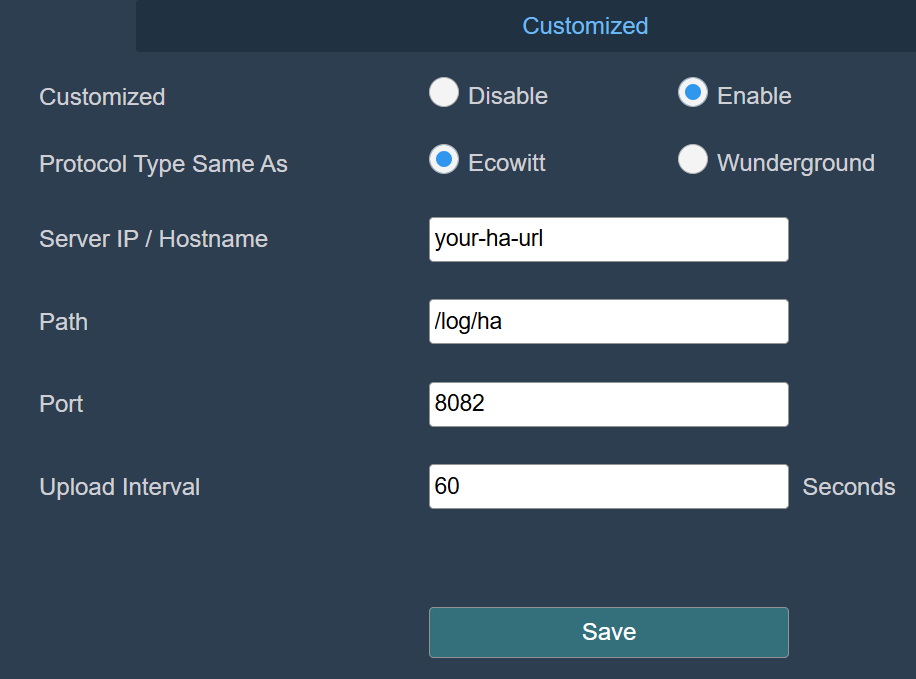 Customized
Customized Disable Enable
Protocol Type Same As Ecowitt Wunderground
Server IP / Hostname your-ha-url
Path /log/ha
Port 8082
Upload Interval 60 Seconds
Save